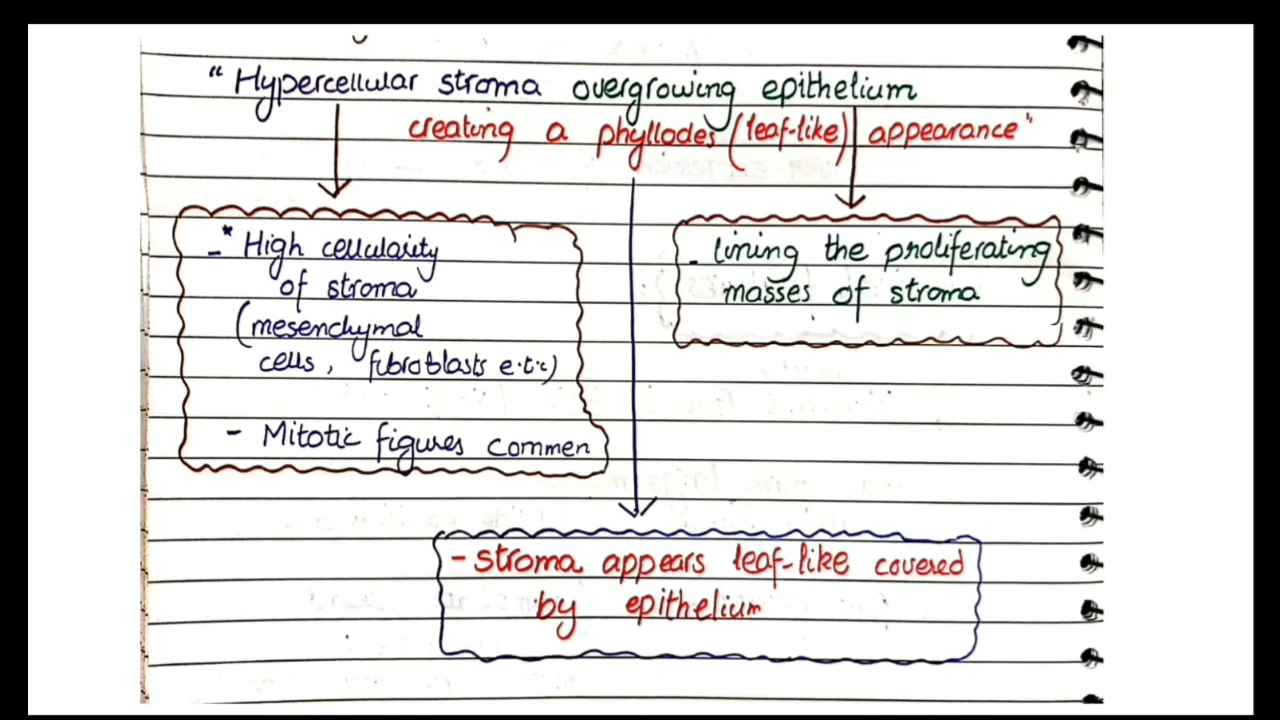 "Hypercellular stroma overgrowing epithelium
creating a phyllodes (leaf-like) appearance"
-* High cellularity
of stroma
(mesenchymal
cells, fibroblasts e.t.c)
- Mitotic figures common
- lining the proliferating
masses of stroma
- stroma appears leaf-like covered
by epithelium